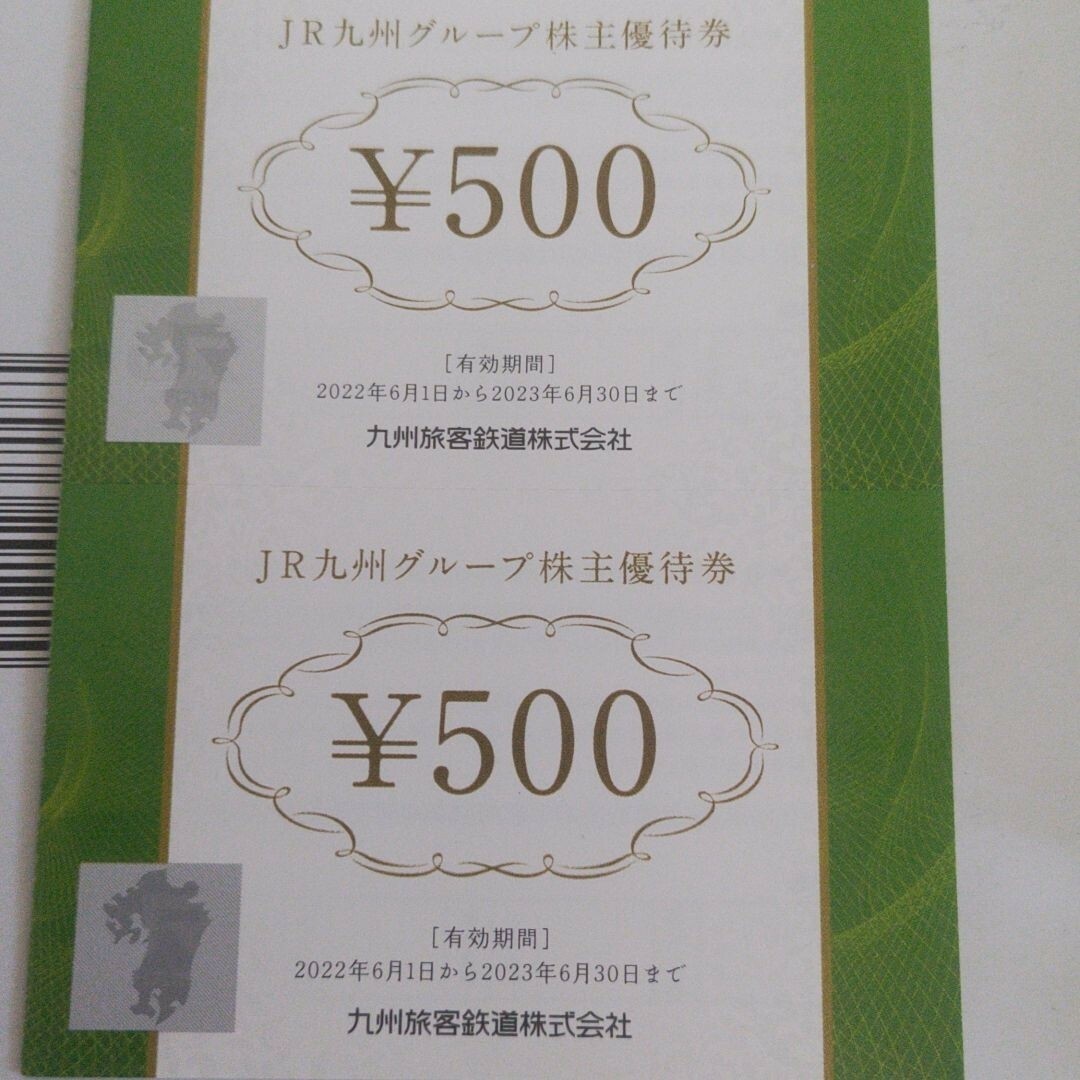 JR九州グループ株主優待券
¥500
[有効期間]
2022年6月1日から2023年6月30日まで
九州旅客鉄道株式会社
JR九州グループ株主優待券
¥500
[有効期間]
2022年6月1日から2023年6月30日まで
九州旅客鉄道株式会社